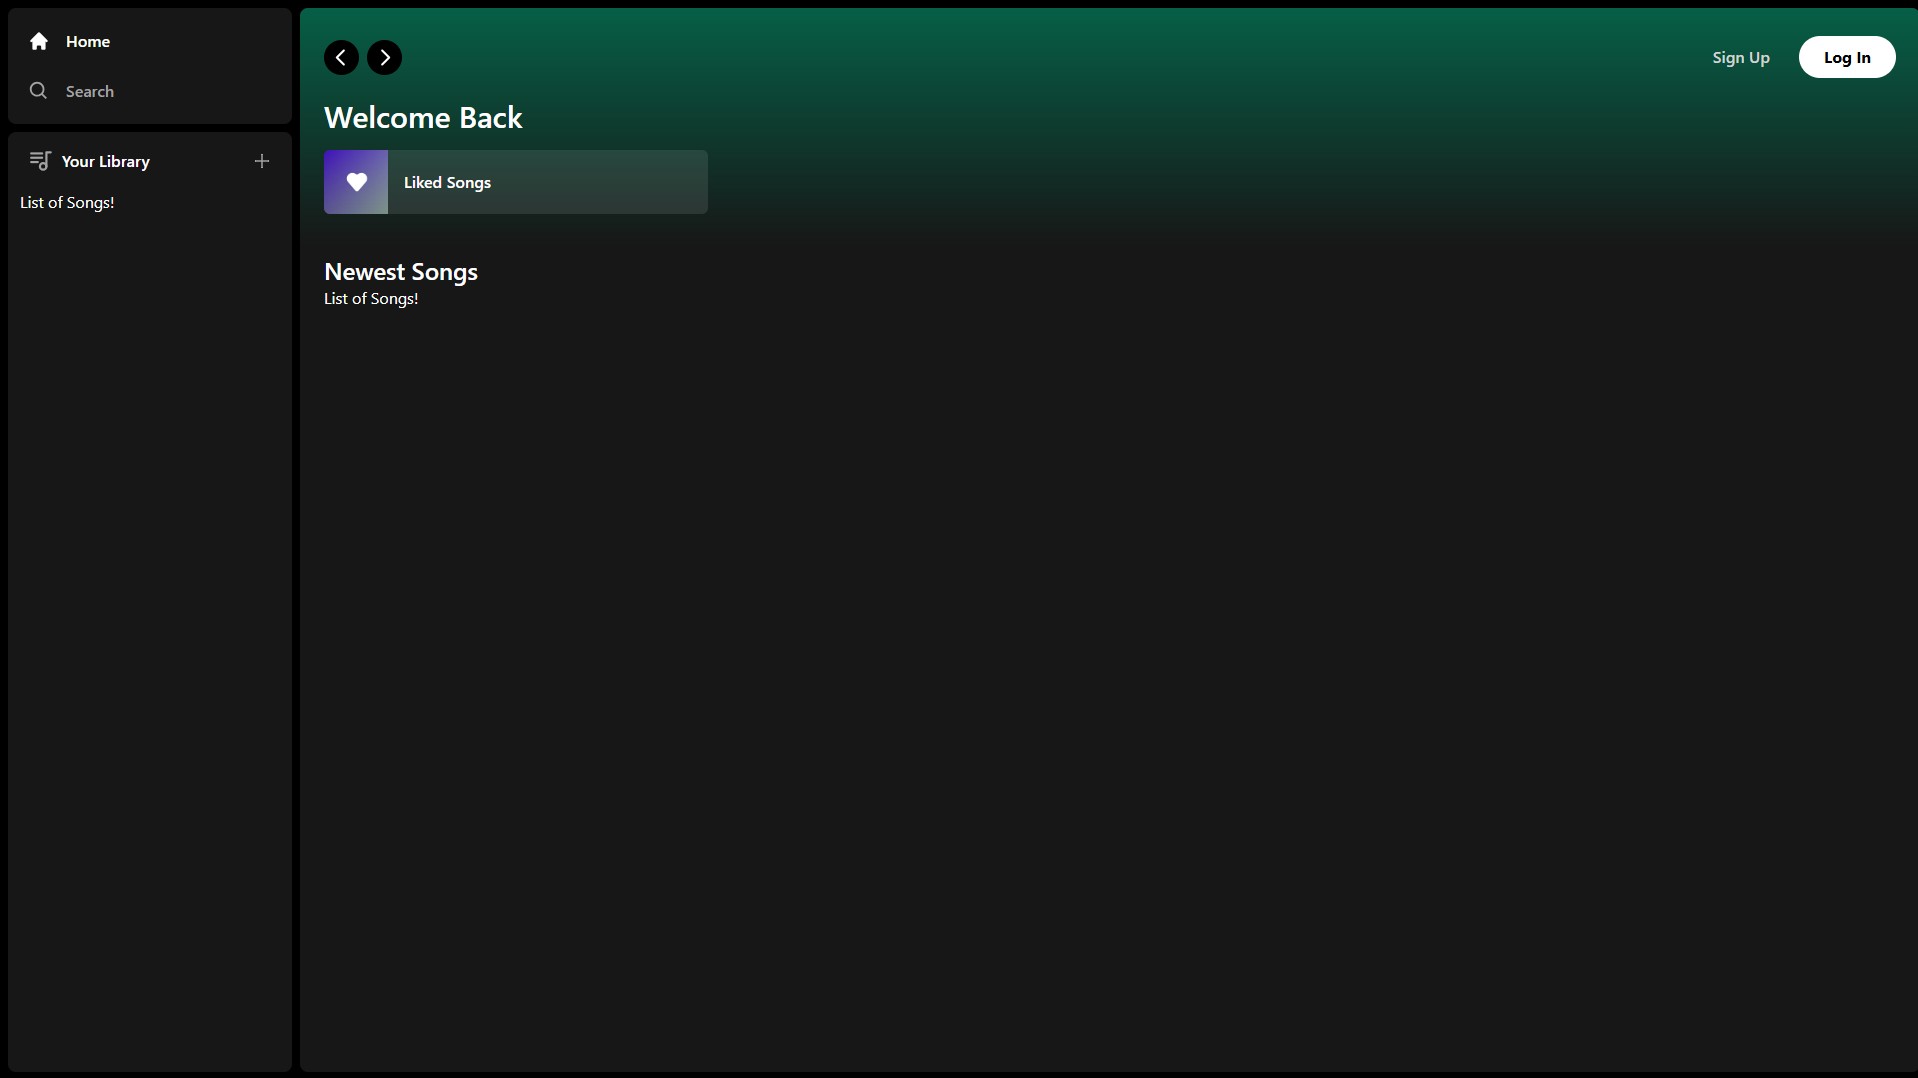 Home
Search
Your Library
List of Songs!
Sign Up
Log In
Welcome Back
Liked Songs
Newest Songs
List of Songs!